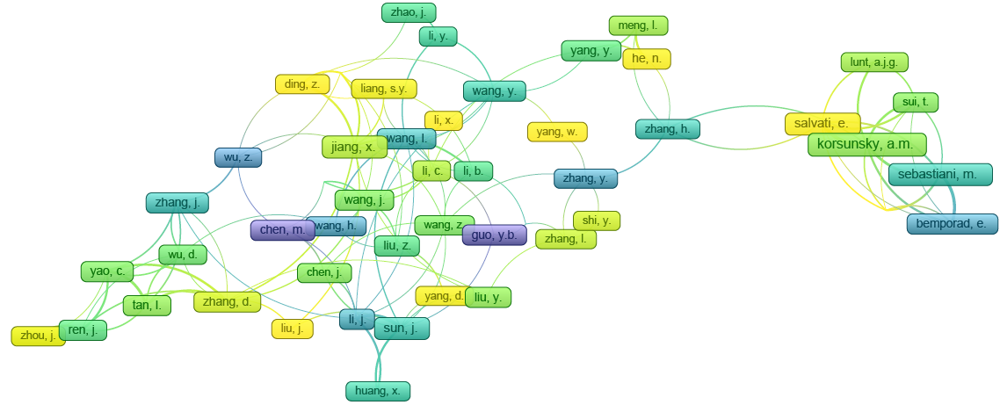 zhao, j.
meng, l.
li, y.
yang, y.
he, n.
lunt, a.j.g.
ding, z.
liang, s.y.
wang, y.
sui, t.
li, x.
salvati, e.
yang, w.
zhang, h.
wang, l.
jiang, x.
korsunsky, a.m.
wu, z.
li, c.
li, b.
sebastiani, m.
zhang, y.
zhang, j.
wang, j.
shi, y.
wang, z.
bemporad, e.
chen, m.
wang, h.
guo, y.b.
zhang, l.
liu, z.
wu, d.
yao, c.
chen, j.
tan, l.
zhang, d.
yang, d.
liu, y.
li, j.
zhou, j.
ren, j.
liu, j.
sun, j.
huang, x.